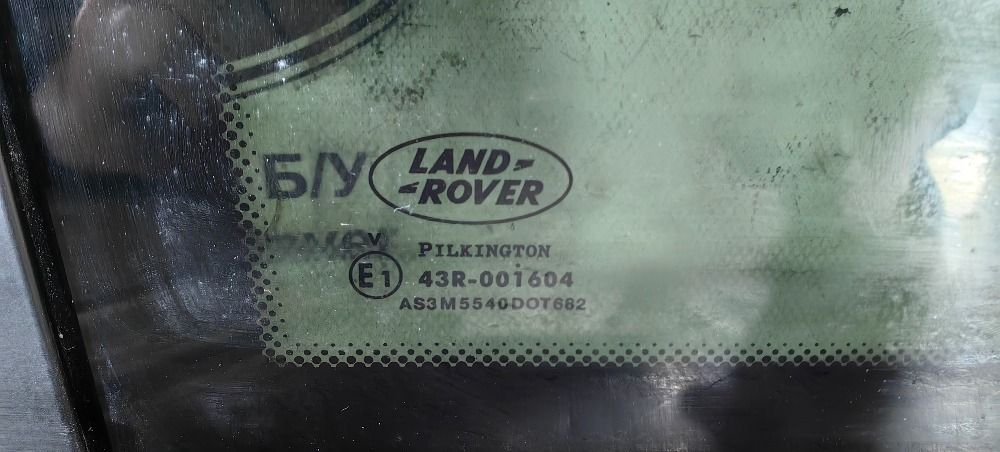 Б/У
LAND
ROVER
V
PILKINGTON
E1
43R-001604
AS3M5540DOT682